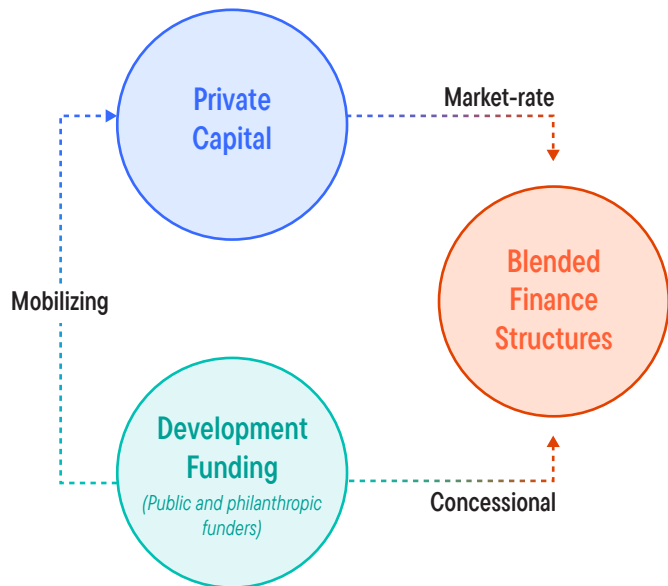 Private
Capital
Market-rate
Blended
Finance
Structures
Mobilizing
Development
Funding
(Public and philanthropic
funders)
Concessional